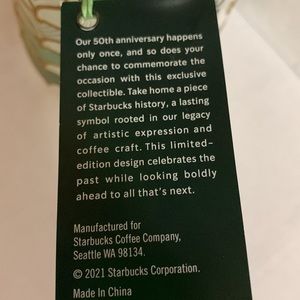 Our 50th anniversary happens
only once, and so does your
chance to commemorate the
occasion with this exclusive
collectible. Take home a piece
of Starbucks history, a lasting
symbol rooted in our legacy
of artistic expression and
coffee craft. This limited-
edition design celebrates the
past while looking boldly
ahead to all that's next.
Manufactured for
Starbucks Coffee Company,
Seattle WA 98134.
© 2021 Starbucks Corporation.
Made In China